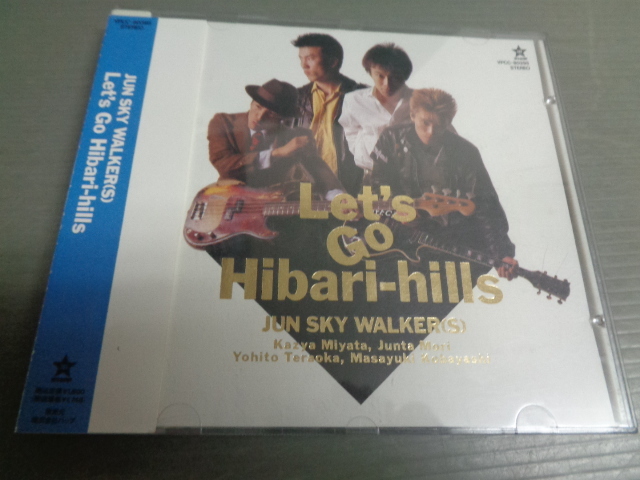 JUN SKY WALKER(S)
Let's Go Hibari-hills
STEREO
Let's
Go
Hibari-hills
JUN SKY WALKER(S)
Kazya Miyata, Junta Mori
Yohito Teraoka, Masayuki Kobayashi